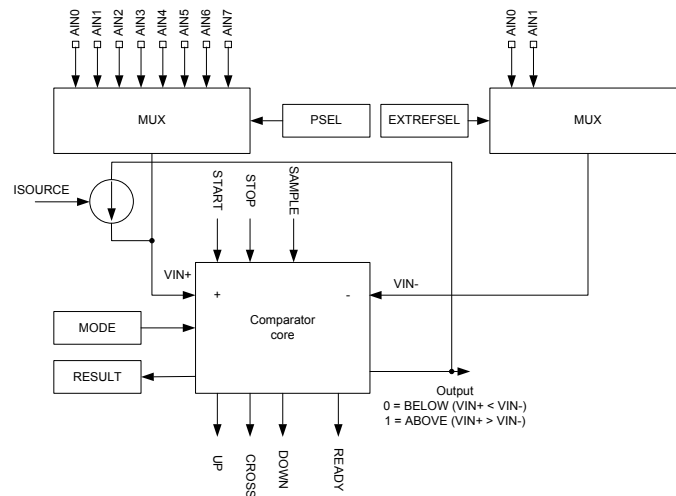 AIN0
AIN1
AIN2
AIN3
AIN4
AIN5
AIN6
AIN7
AIN0
AIN1
MUX
PSEL
EXTREFSEL
MUX
ISOURCE
START
STOP
SAMPLE
VIN+
VIN-
+
-
Comparator
core
MODE
RESULT
Output
0 = BELOW (VIN+ < VIN-)
1 = ABOVE (VIN+ > VIN-)
UP
CROSS
DOWN
READY